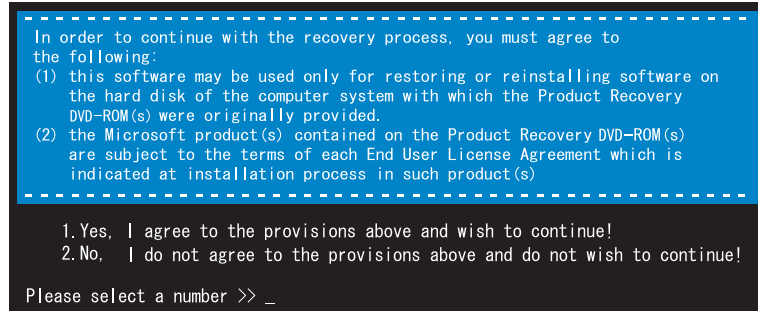 In order to continue with the recovery process, you must agree to
the following:
(1) this software may be used only for restoring or reinstalling software on
the hard disk of the computer system with which the Product Recovery
DVD-ROM(s) were originally provided.
(2) the Microsoft product(s) contained on the Product Recovery DVD-ROM(s)
are subject to the terms of each End User License Agreement which is
indicated at installation process in such product(s)
1. Yes, I agree to the provisions above and wish to continue!
2. No, I do not agree to the provisions above and do not wish to continue!
Please select a number >> _